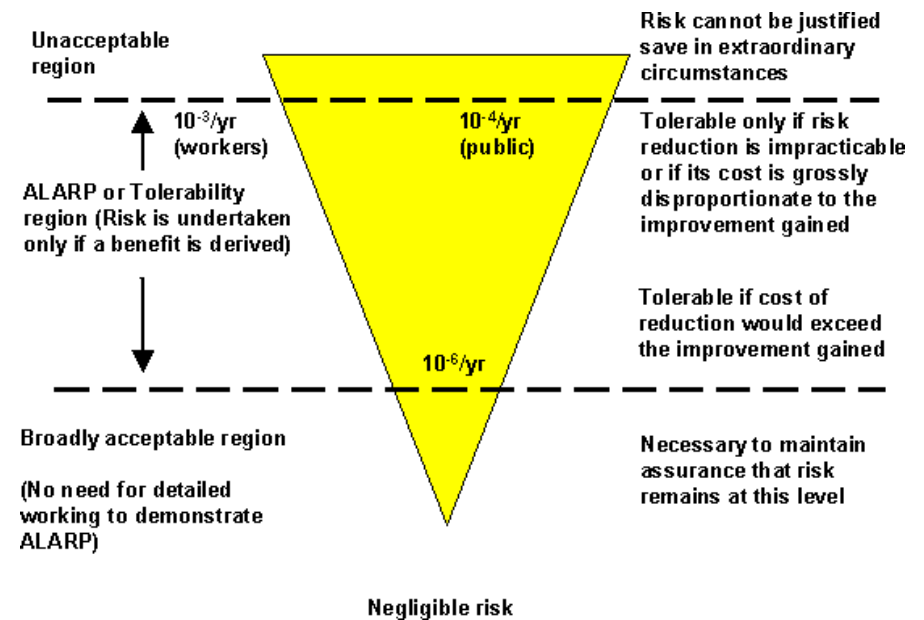 Unacceptable
region
Risk cannot be justified
save in extraordinary
circumstances
10-3/yr
(workers)
10-4/yr
(public)
Tolerable only if risk
reduction is impracticable
or if its cost is grossly
disproportionate to the
improvement gained
ALARP or Tolerability
region (Risk is undertaken
only if a benefit is derived)
Tolerable if cost of
reduction would exceed
the improvement gained
10-6/yr
Broadly acceptable region
(No need for detailed
working to demonstrate
ALARP)
Necessary to maintain
assurance that risk
remains at this level
Negligible risk